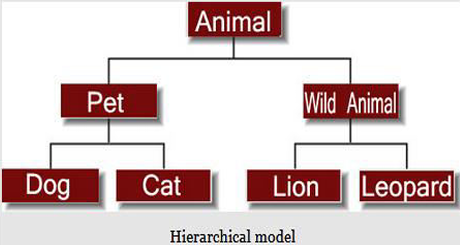 Animal
Pet
Wild Animal
Dog
Cat
Lion
Leopard
Hierarchical model